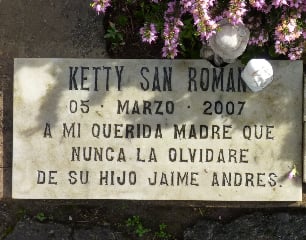 KETTY SAN ROMAN
05 · MARZO · 2007
A MI QUERIDA MADRE QUE
NUNCA LA OLVIDARE
DE SU HIJO JAIME ANDRES.